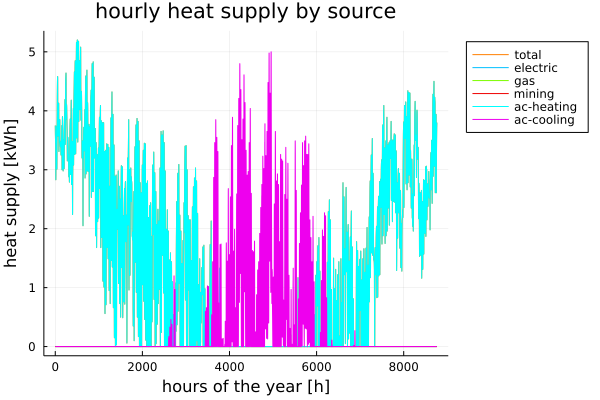 hourly heat supply by source
heat supply [kWh]
5
4
3
2
1
0
0
2000
4000
6000
8000
hours of the year [h]
total
electric
gas
mining
ac-heating
ac-cooling